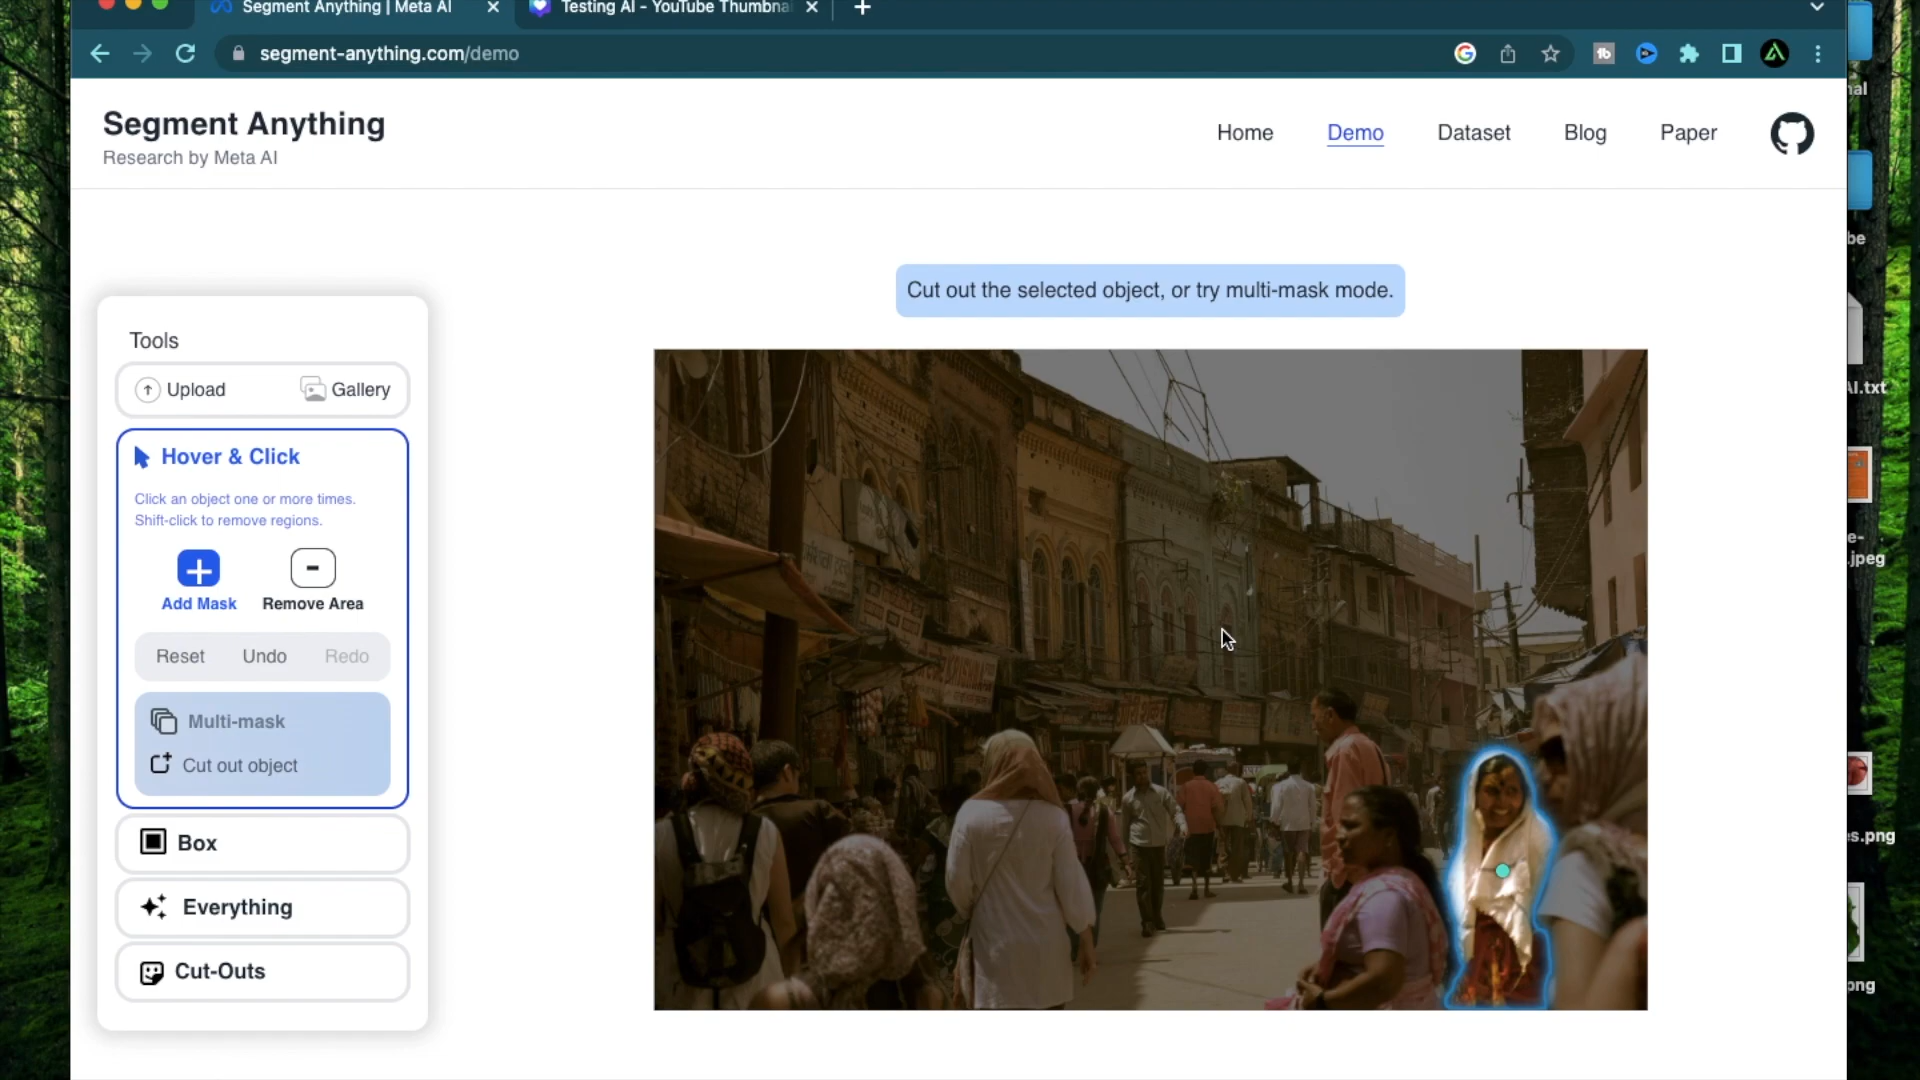 Segment Anything | Meta AI
Testing AI - YouTube Thumbnai
segment-anything.com/demo
tb
Segment Anything
Research by Meta AI
Home
Demo
Dataset
Blog
Paper
Cut out the selected object, or try multi-mask mode.
Tools
Upload
Gallery
Hover & Click
Click an object one or more times.
Shift-click to remove regions.
Add Mask
Remove Area
Reset
Undo
Redo
Multi-mask
Cut out object
Box
Everything
Cut-Outs
be
AI.txt
e-
.jpeg
s.png
png